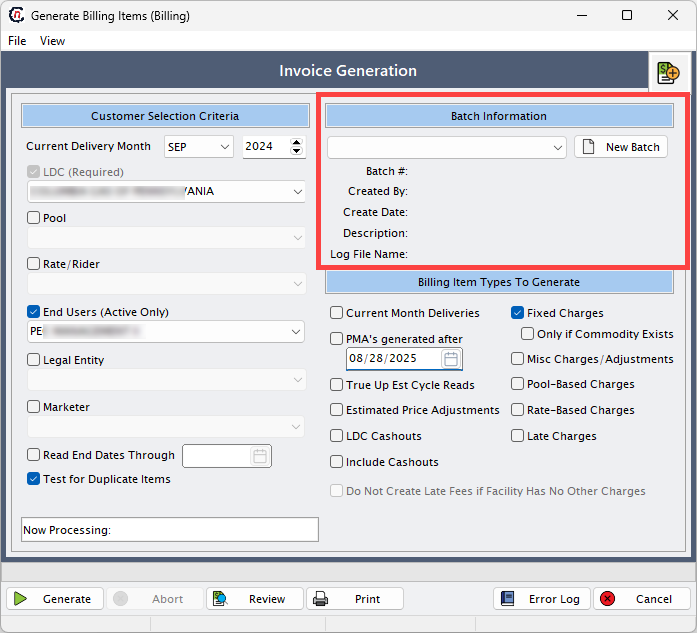 Generate Billing Items (Billing)
File View
Invoice Generation
Customer Selection Criteria
Current Delivery Month SEP 2024
LDC (Required)
VANIA
Pool
Rate/Rider
End Users (Active Only)
PE
Legal Entity
Marketer
Read End Dates Through
Test for Duplicate Items
Now Processing:
Batch Information
New Batch
Batch #:
Created By:
Create Date:
Description:
Log File Name:
Billing Item Types To Generate
Current Month Deliveries
PMA's generated after
08/28/2025
True Up Est Cycle Reads
Estimated Price Adjustments
LDC Cashouts
Include Cashouts
Fixed Charges
Only if Commodity Exists
Misc Charges/Adjustments
Pool-Based Charges
Rate-Based Charges
Late Charges
Do Not Create Late Fees if Facility Has No Other Charges
Generate Abort Review Print Error Log Cancel